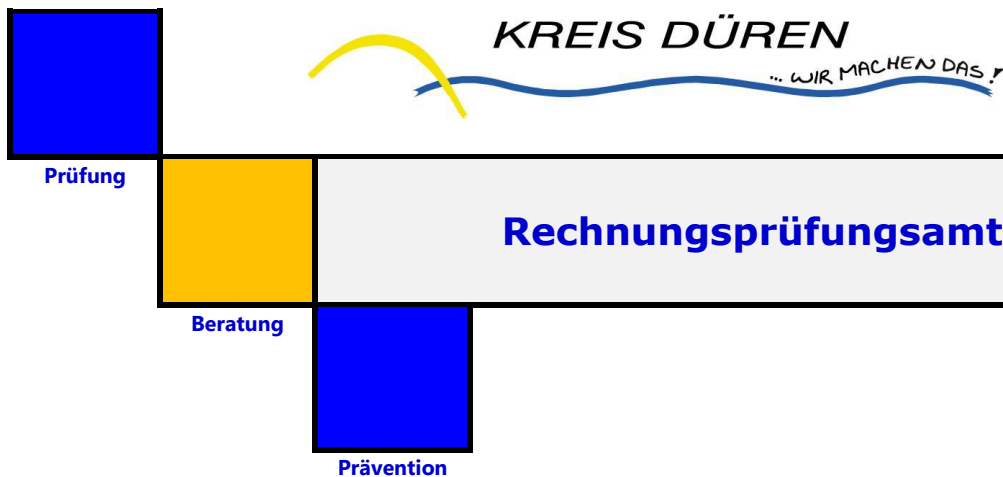 KREIS DÜREN
... WIR MACHEN DAS!
Prüfung
Rechnungsprüfungsamt
Beratung
Prävention